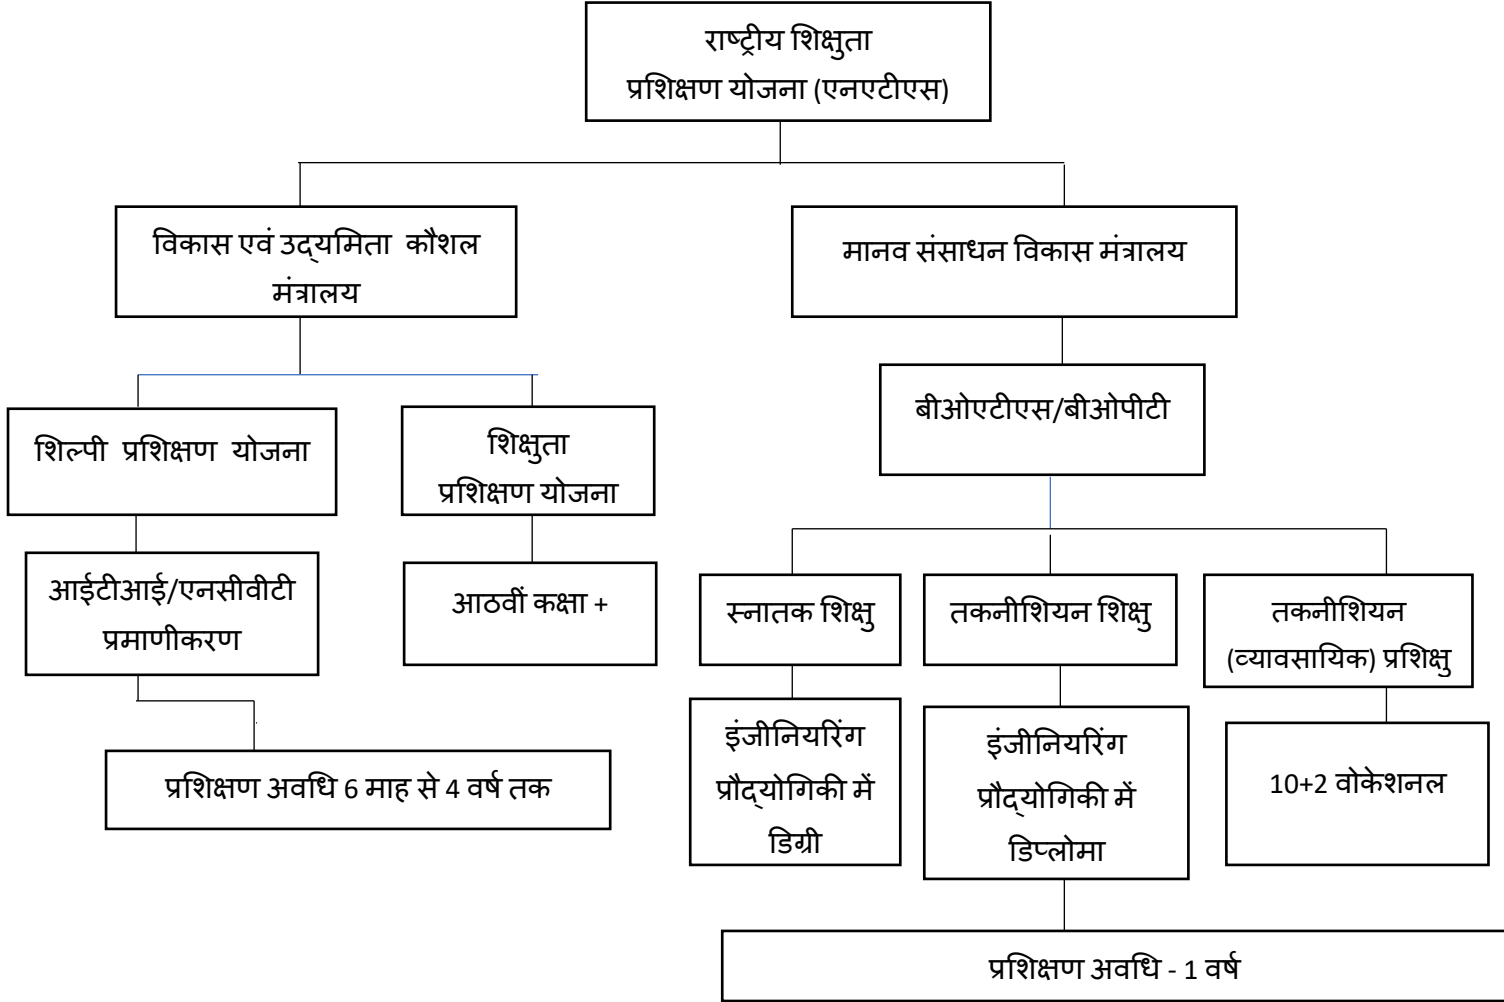 राष्ट्रीय शिक्षुता
प्रशिक्षण योजना (एनएटीएस)
विकास एवं उद्यमिता कौशल
मंत्रालय
मानव संसाधन विकास मंत्रालय
शिल्पी प्रशिक्षण योजना
शिक्षुता
प्रशिक्षण योजना
बीओएटीएस/बीओपीटी
आईटीआई/एनसीवीटी
प्रमाणीकरण
आठवीं कक्षा +
स्नातक शिक्षु
तकनीशियन शिक्षु
तकनीशियन
(व्यावसायिक) प्रशिक्षु
प्रशिक्षण अवधि 6 माह से 4 वर्ष तक
इंजीनियरिंग
प्रौद्योगिकी में
डिग्री
इंजीनियरिंग
प्रौद्योगिकी में
डिप्लोमा
10+2 वोकेशनल
प्रशिक्षण अवधि - 1 वर्ष